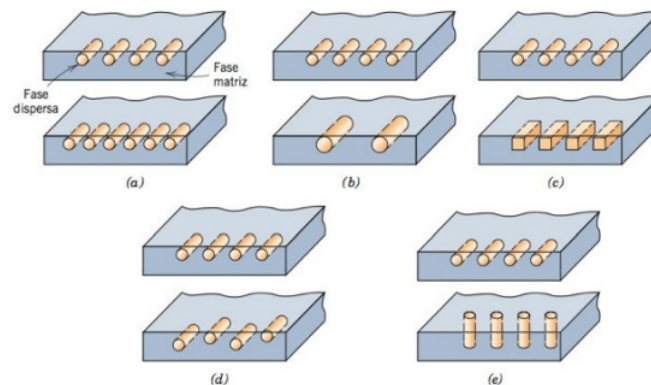 Fase
dispersa
Fase
matriz
(a)
(b)
(c)
(d)
(e)